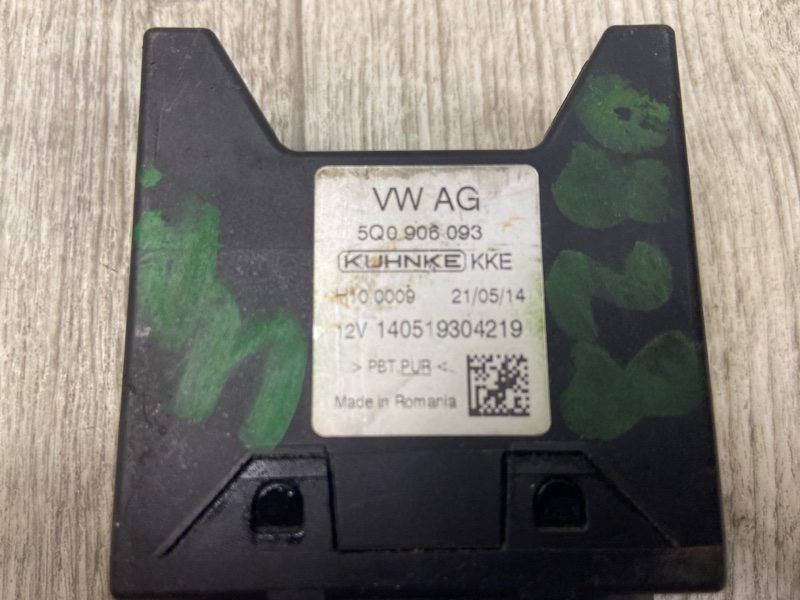 VW AG
5Q0 906 093
KUHNKE KKE
H10.0009 21/05/14
12V 140519304219
> PBT PUR <
Made in Romania